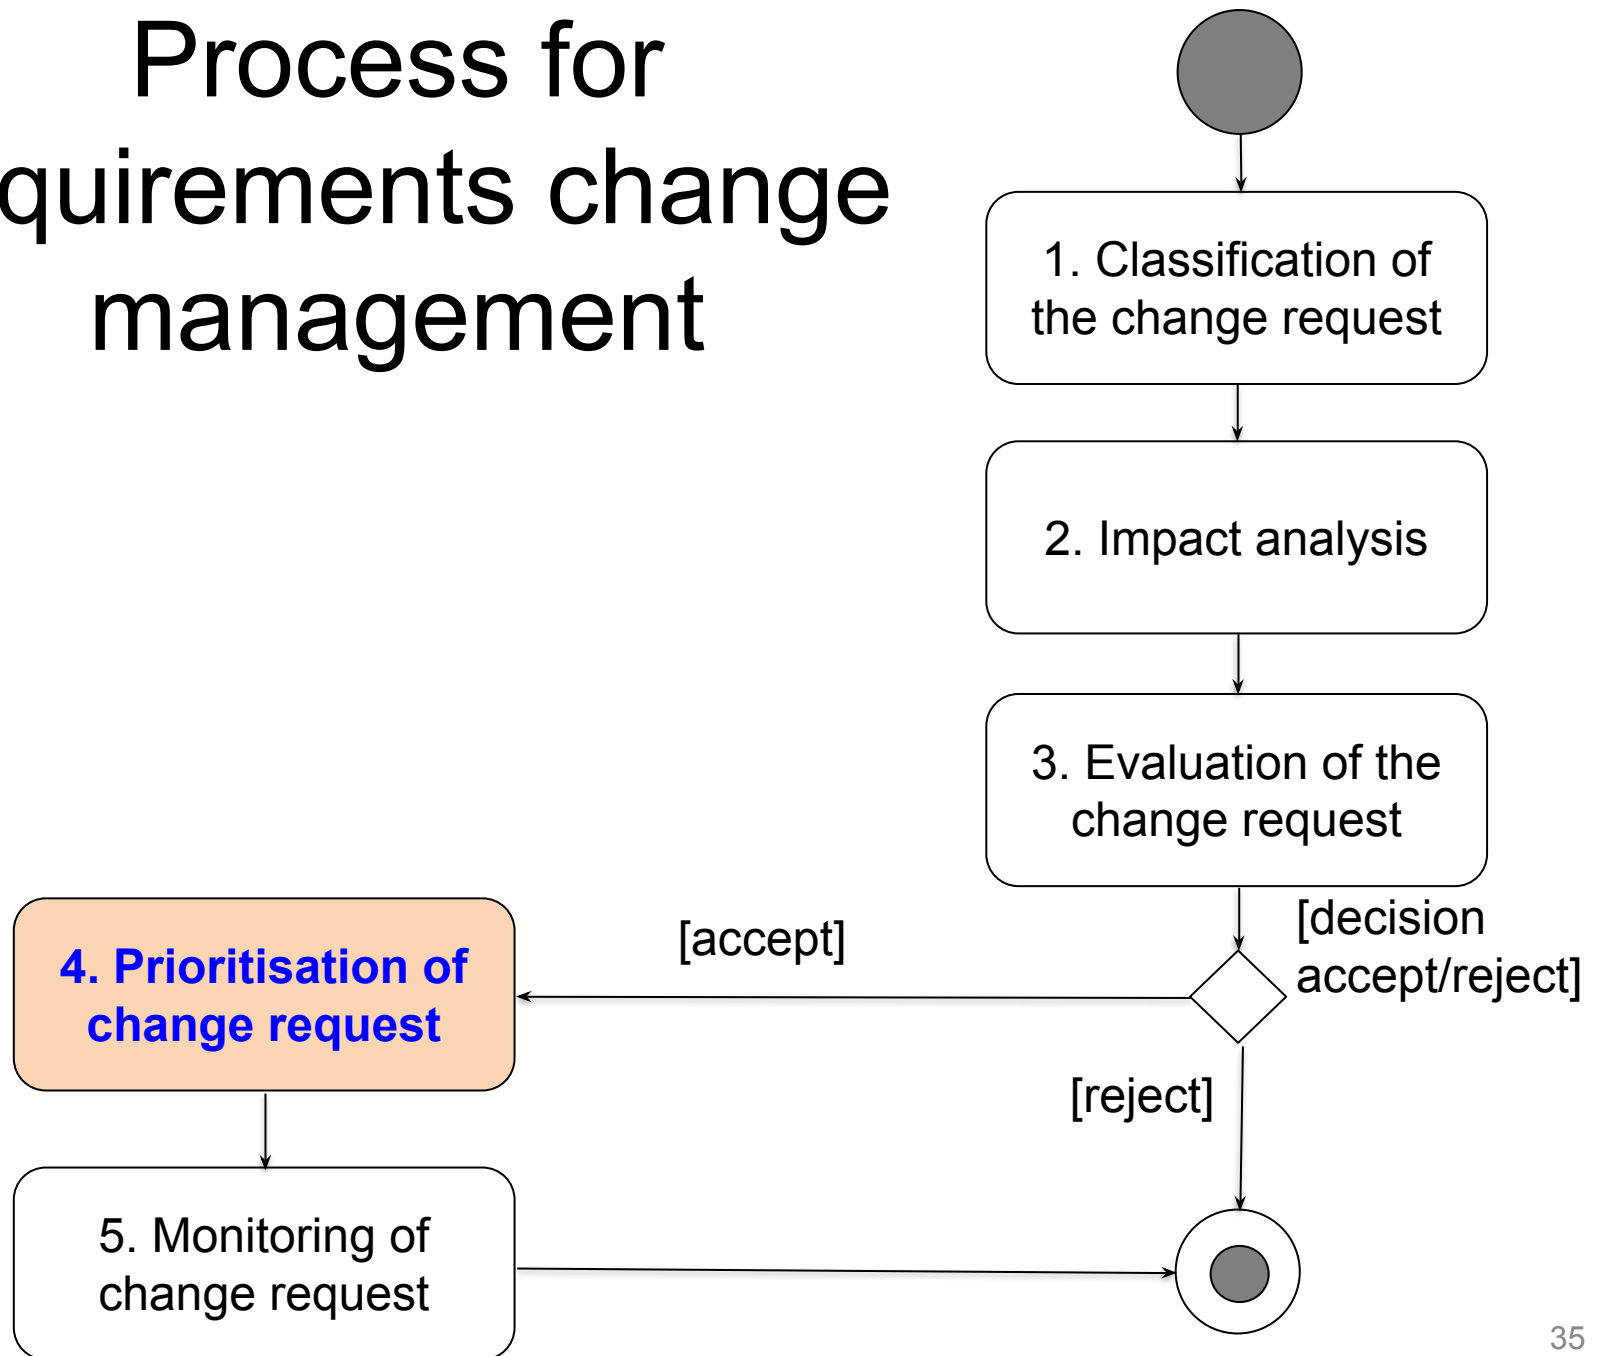 Process for
quirements change
management
1. Classification of
the change request
2. Impact analysis
3. Evaluation of the
change request
[decision
accept/reject]
[accept]
4. Prioritisation of
change request
[reject]
5. Monitoring of
change request
35